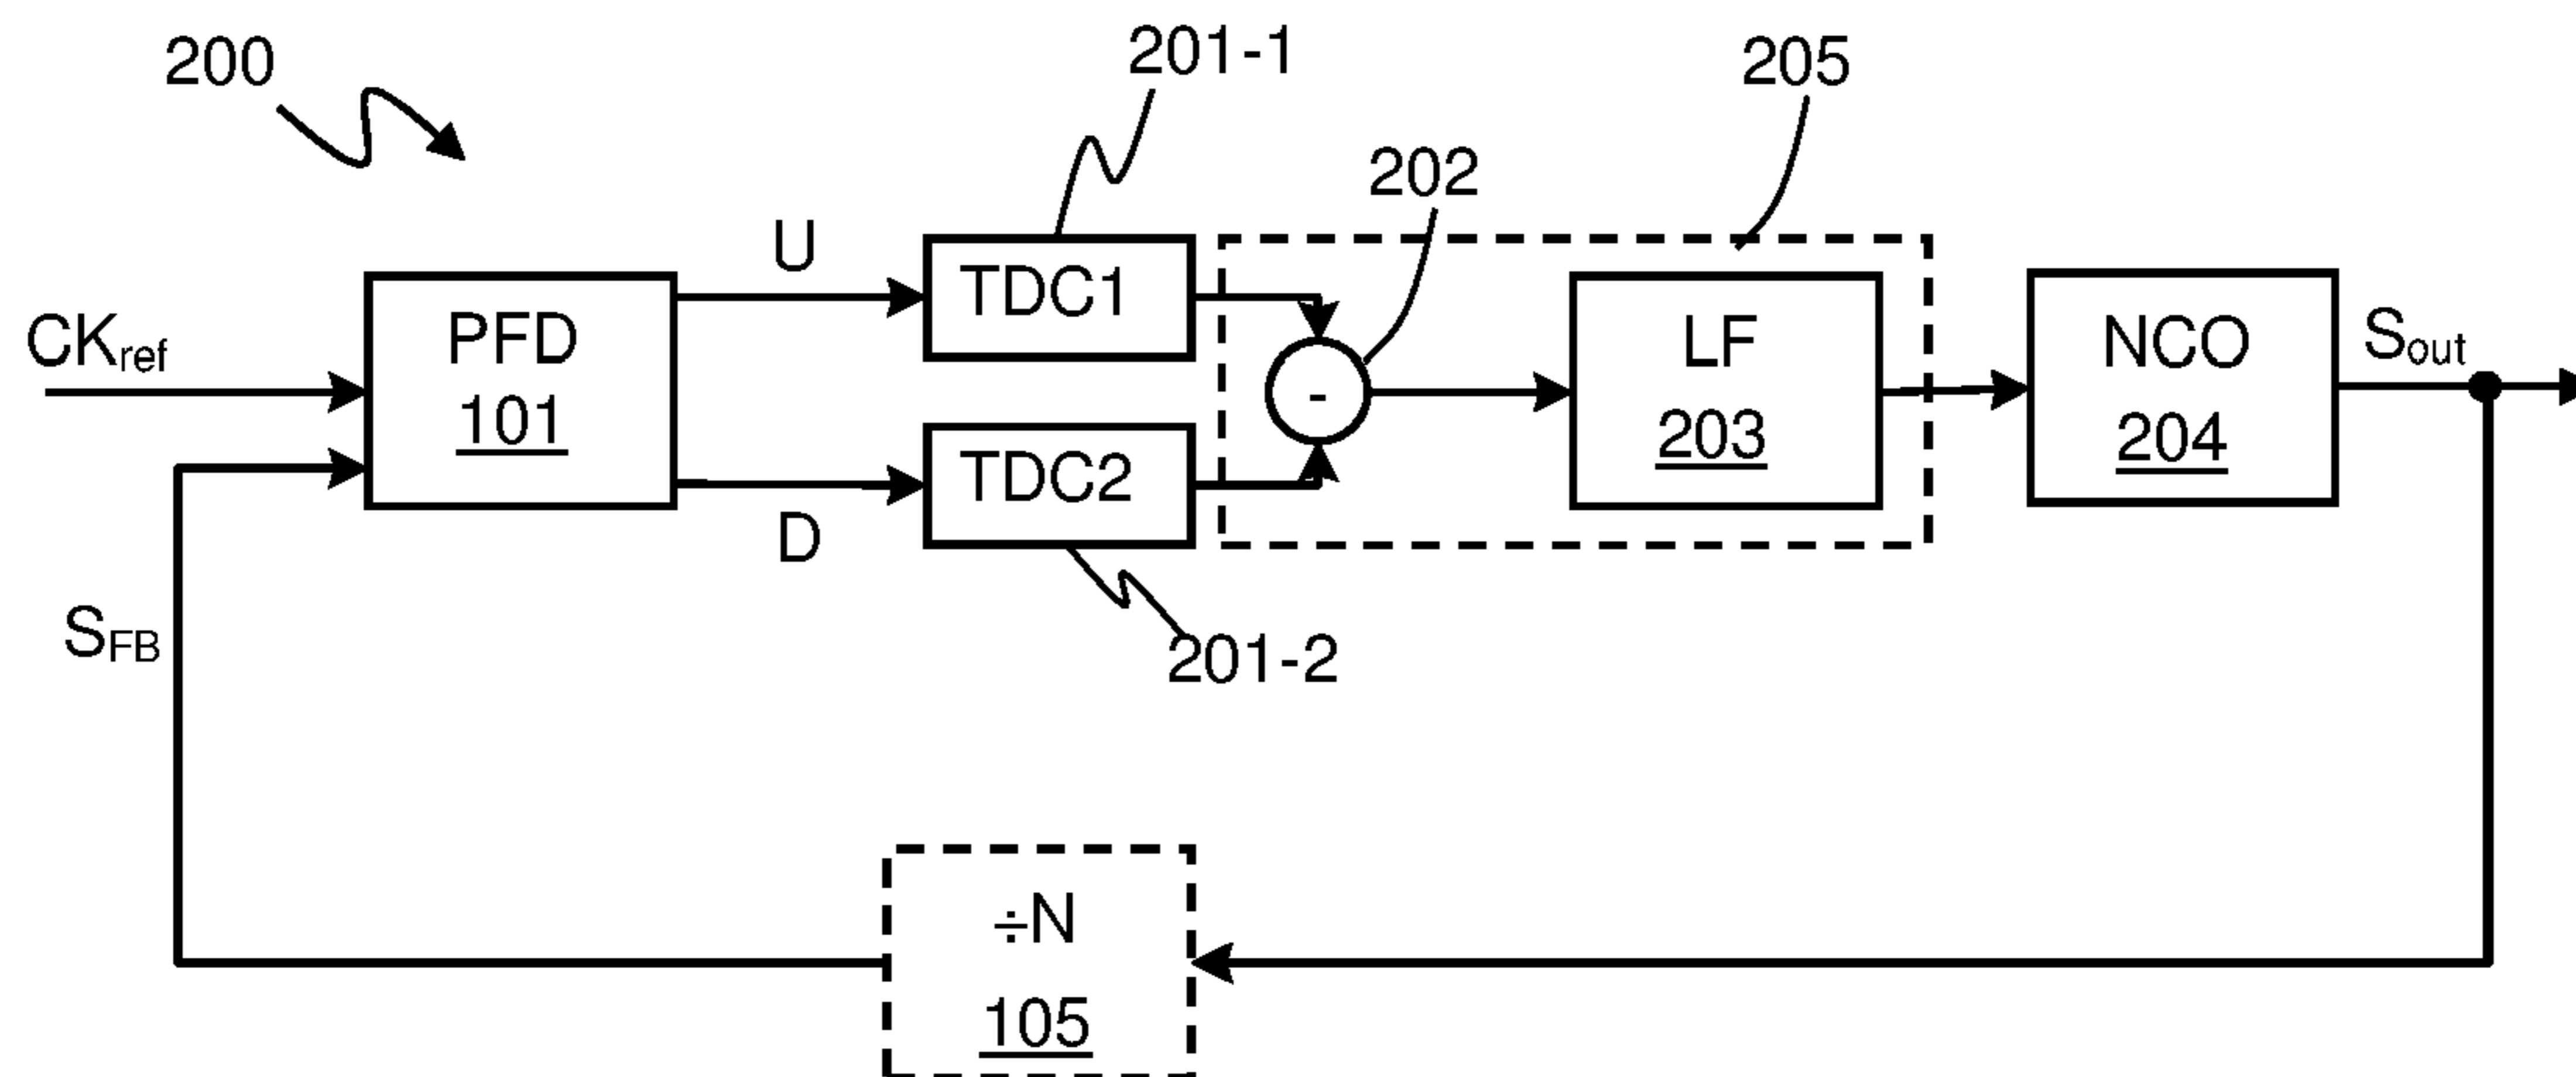 200
201-1
205
202
U
TDC1
CKref
PFD
101
LF
203
NCO
204
Sout
TDC2
D
SFB
201-2
÷N
105
-